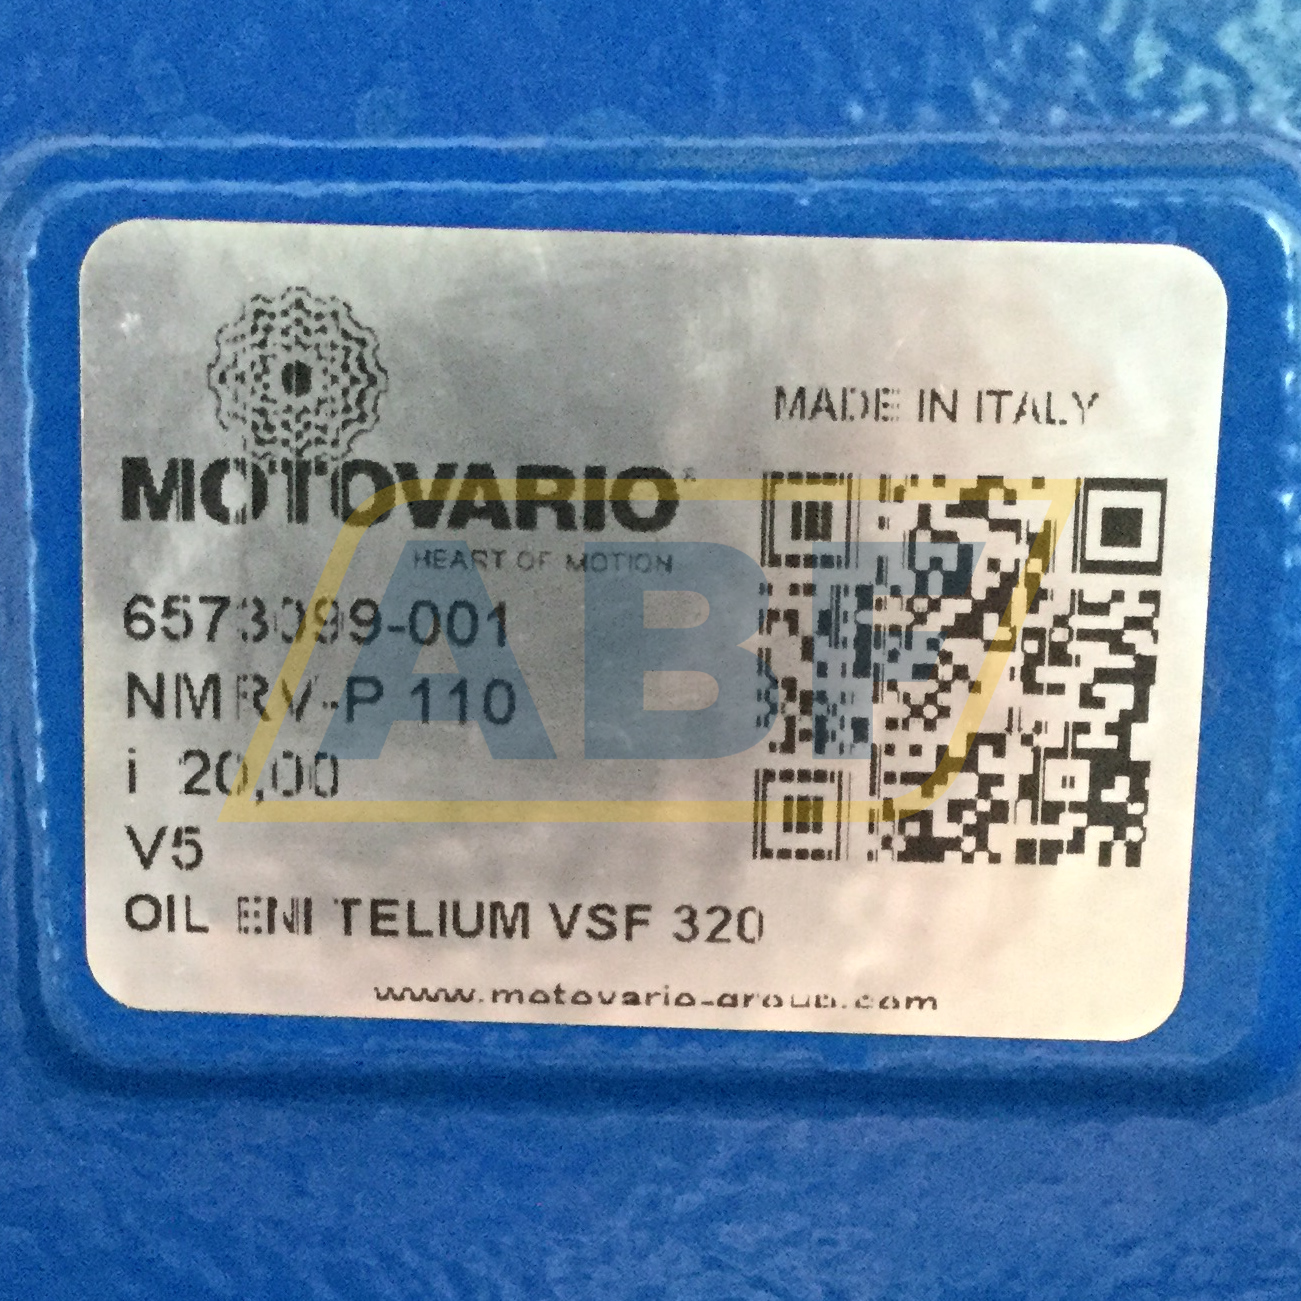 MOTOVARIO®
HEART OF MOTION
6573099-001
NMRV-P 110
i 20,00
V5
OIL ENI TELIUM VSF 320
MADE IN ITALY
www.motovario-group.com
ABF